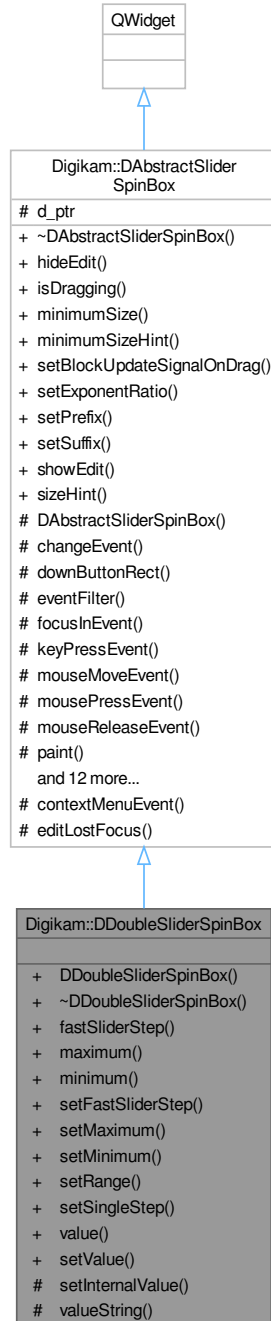 QWidget
Digikam::DAbstractSlider
SpinBox
# d_ptr
+ ~DAbstractSliderSpinBox()
+ hideEdit()
+ isDragging()
+ minimumSize()
+ minimumSizeHint()
+ setBlockUpdateSignalOnDrag()
+ setExponentRatio()
+ setPrefix()
+ setSuffix()
+ showEdit()
+ sizeHint()
# DAbstractSliderSpinBox()
# changeEvent()
# downButtonRect()
# eventFilter()
# focusInEvent()
# keyPressEvent()
# mouseMoveEvent()
# mousePressEvent()
# mouseReleaseEvent()
# paint()
and 12 more...
# contextMenuEvent()
# editLostFocus()
Digikam::DDoubleSliderSpinBox
+ DDoubleSliderSpinBox()
+ ~DDoubleSliderSpinBox()
+ fastSliderStep()
+ maximum()
+ minimum()
+ setFastSliderStep()
+ setMaximum()
+ setMinimum()
+ setRange()
+ setSingleStep()
+ value()
+ setValue()
# setInternalValue()
# valueString()